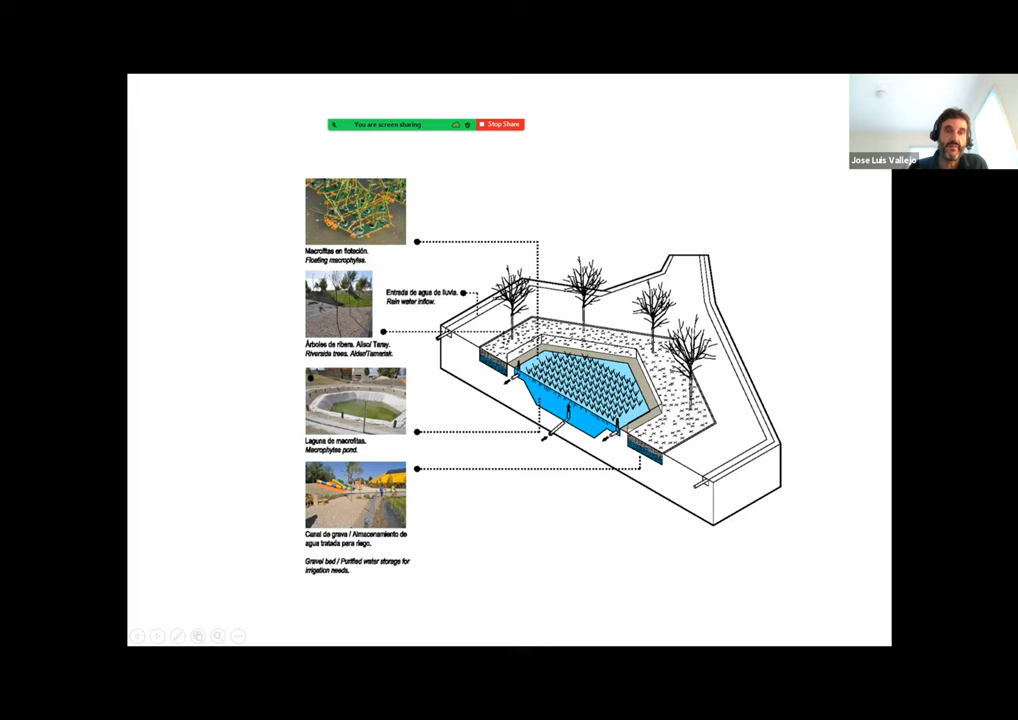 You are screen sharing
Stop Share
Jose Luis Vallejo
Macrofitas en flotación.
Floating macrophytes.
Entrada de agua de lluvia.
Rain water inflow.
Árboles de ribera. Aliso/ Taray.
Riverside trees. Alder/Tamarisk.
Laguna de macrofitas.
Macrophytes pond.
Canal de grava / Almacenamiento de
agua tratada para riego.
Gravel bed / Purified water storage for
irrigation needs.